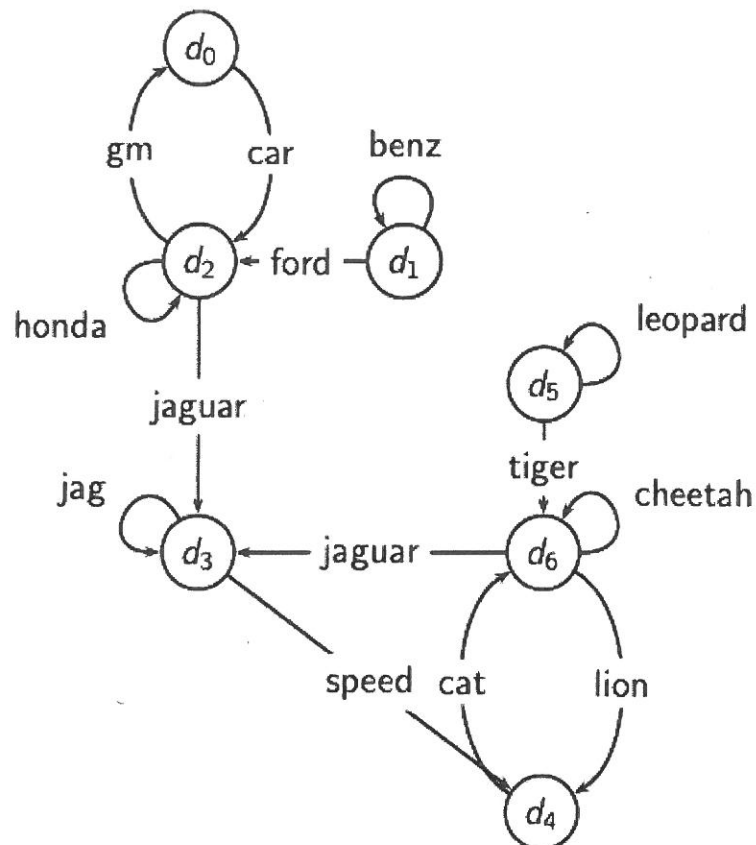 d0
gm
car
benz
d2
ford
d1
honda
leopard
d5
jaguar
tiger
jag
cheetah
d3
jaguar
d6
speed
cat
lion
d4